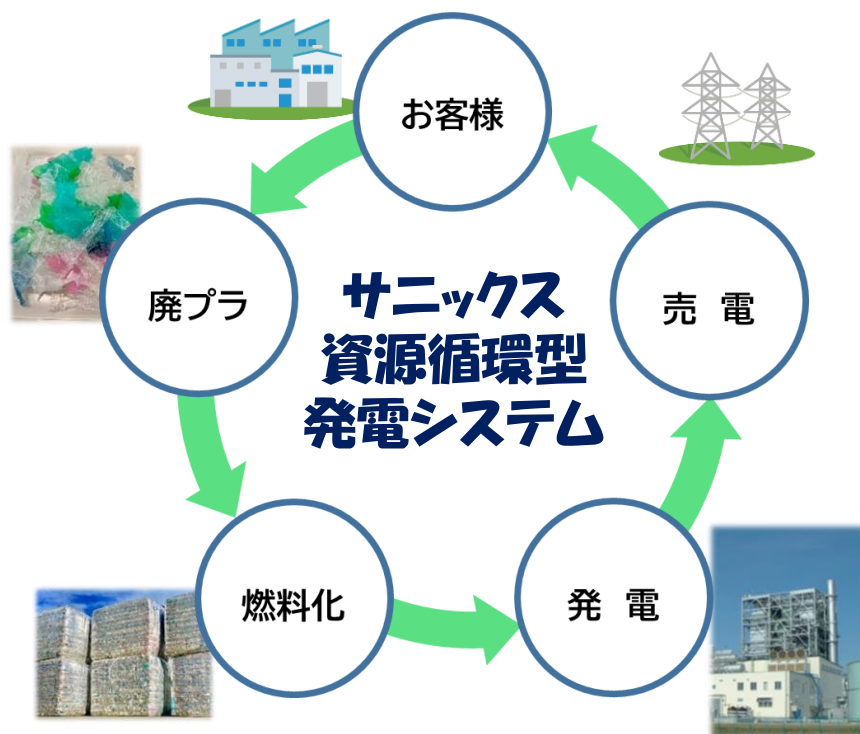 お客様
廃プラ
燃料化
発 電
売 電
サニックス
資源循環型
発電システム